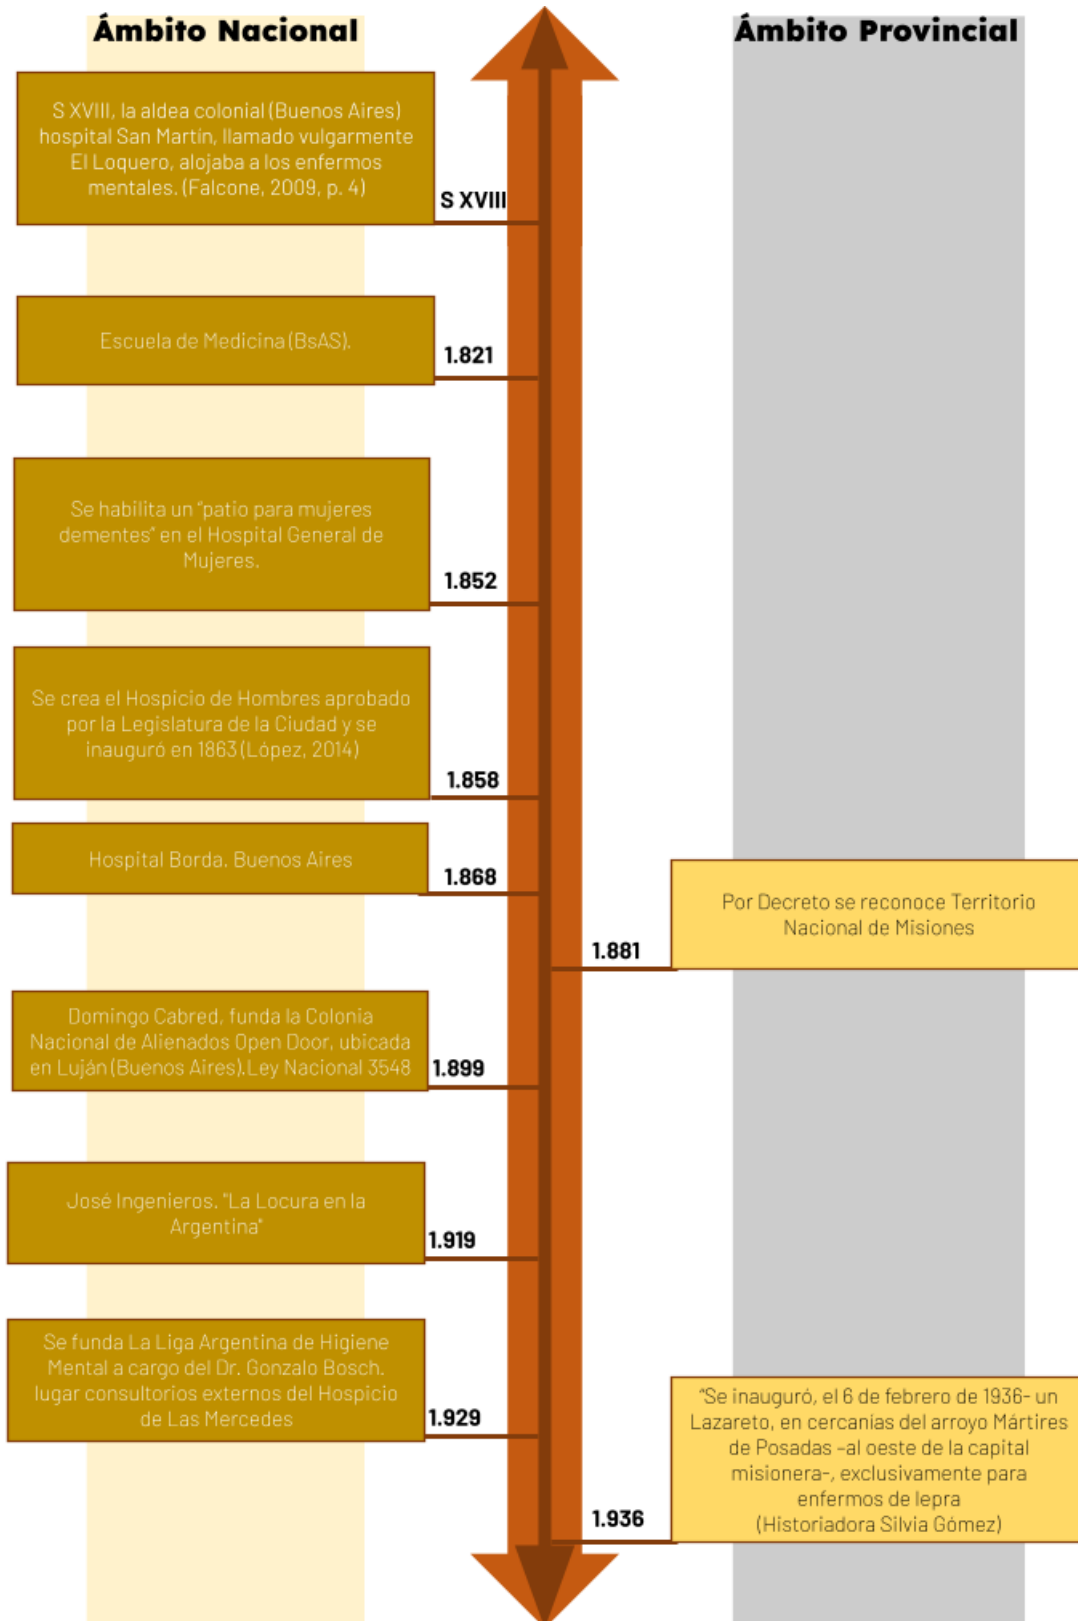 Ámbito Nacional
Ámbito Provincial
S XVIII, la aldea colonial (Buenos Aires)
hospital San Martín, llamado vulgarmente
El Loquero, alojaba a los enfermos
mentales. (Falcone, 2009, p. 4)
S XVIII
Escuela de Medicina (BsAS).
1.821
Se habilita un "patio para mujeres
dementes" en el Hospital General de
Mujeres.
1.852
Se crea el Hospicio de Hombres aprobado
por la Legislatura de la Ciudad y se
inauguró en 1863 (López, 2014)
1.858
Hospital Borda. Buenos Aires
1.868
Por Decreto se reconoce Territorio
Nacional de Misiones
1.881
Domingo Cabred, funda la Colonia
Nacional de Alienados Open Door, ubicada
en Luján (Buenos Aires).Ley Nacional 3548
1.899
José Ingenieros. "La Locura en la
Argentina"
1.919
Se funda La Liga Argentina de Higiene
Mental a cargo del Dr. Gonzalo Bosch.
lugar consultorios externos del Hospicio
de Las Mercedes
1.929
"Se inauguró, el 6 de febrero de 1936- un
Lazareto, en cercanías del arroyo Mártires
de Posadas –al oeste de la capital
misionera-, exclusivamente para
enfermos de lepra
(Historiadora Silvia Gómez)
1.936